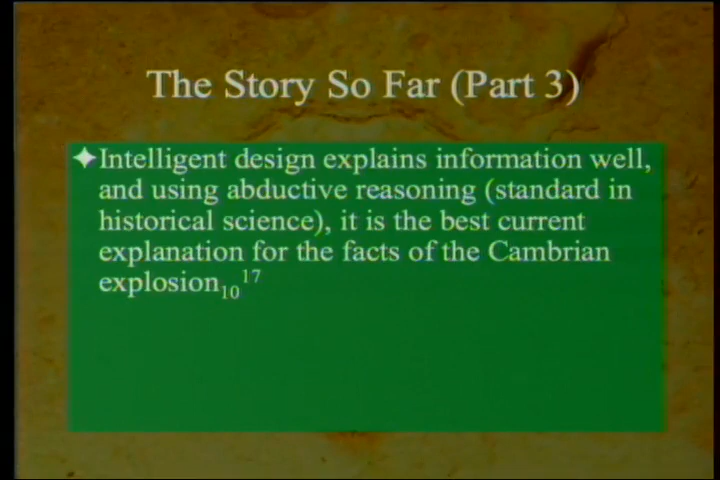 The Story So Far (Part 3)
✦Intelligent design explains information well,
and using abductive reasoning (standard in
historical science), it is the best current
explanation for the facts of the Cambrian
explosion₁₀¹⁷